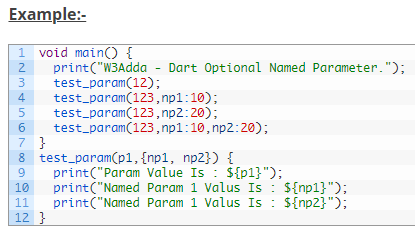 Example:-
1 void main() {
2 print("W3Adda - Dart Optional Named Parameter.");
3 test_param(12);
4 test_param(123,np1:10);
5 test_param(123,np2:20);
6 test_param(123,np1:10,np2:20);
7 }
8 test_param(p1,{np1, np2}) {
9 print("Param Value Is : ${p1}");
10 print("Named Param 1 Valus Is : ${np1}");
11 print("Named Param 1 Valus Is : ${np2}");
12 }